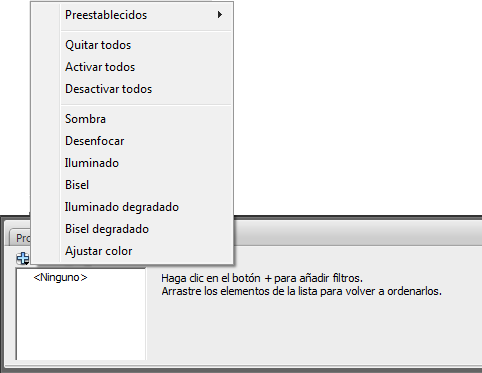 Preestablecidos
Quitar todos
Activar todos
Desactivar todos
Sombra
Desenfocar
Iluminado
Bisel
Iluminado degradado
Bisel degradado
Ajustar color
<Ninguno>
Haga clic en el botón + para añadir filtros.
Arrastre los elementos de la lista para volver a ordenarlos.